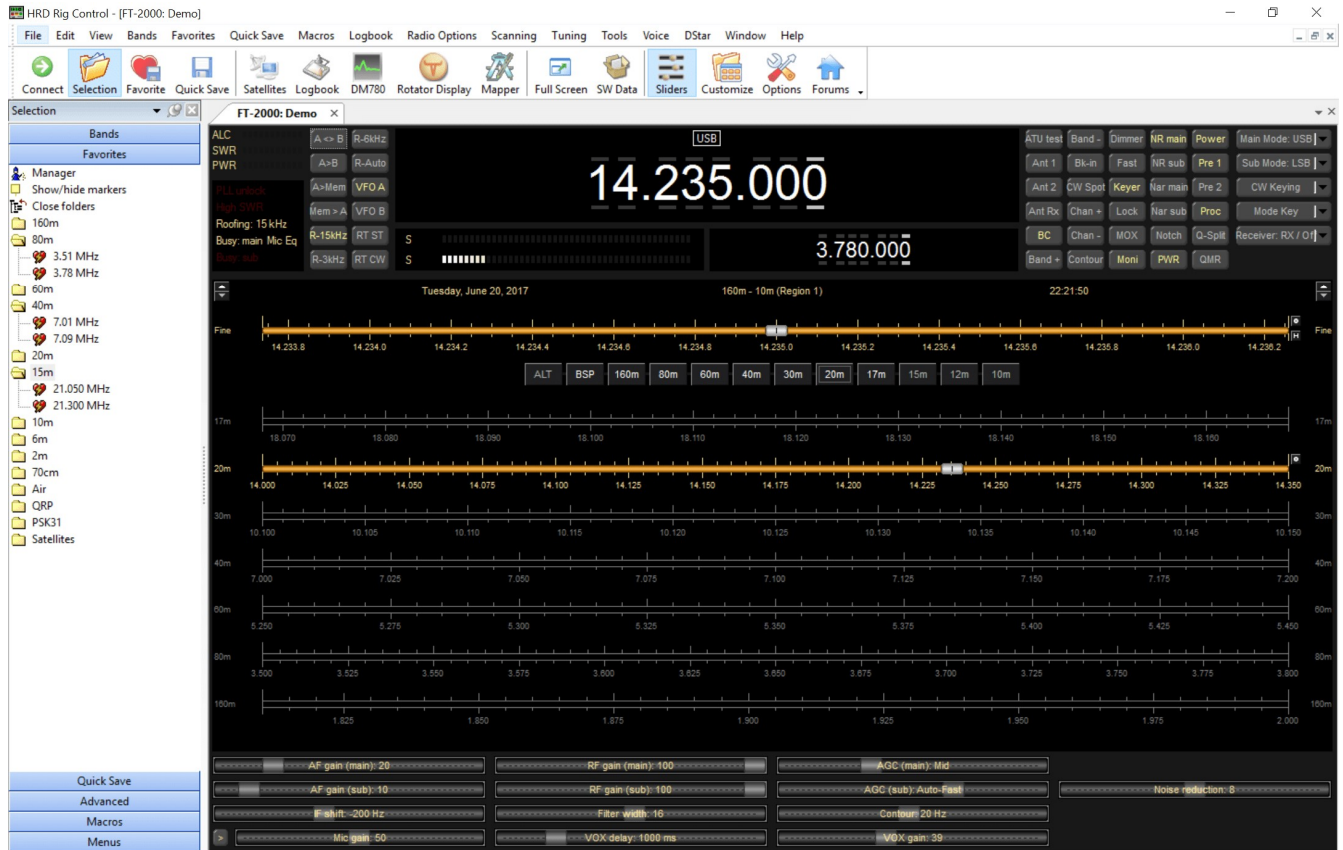 HRD Rig Control - [FT-2000: Demo]
File Edit View Bands Favorites Quick Save Macros Logbook Radio Options Scanning Tuning Tools Voice DStar Window Help
Connect Selection Favorite Quick Save Satellites Logbook DM780 Rotator Display Mapper Full Screen SW Data Sliders Customize Options Forums
Selection
Bands
Favorites
Manager
Show/hide markers
Close folders
160m
80m
3.51 MHz
3.78 MHz
60m
40m
7.01 MHz
7.09 MHz
20m
15m
21.050 MHz
21.300 MHz
10m
6m
2m
70cm
Air
QRP
PSK31
Satellites
Quick Save
Advanced
Macros
Menus
FT-2000: Demo
ALC
SWR
PWR
PLL unlock
High SWR
Roofing: 15 kHz
Busy: main Mic Eq
Busy: sub
A <> B R-6kHz
A>B R-Auto
A>Mem VFO A
Mem > A VFO B
R-15kHz RT ST
R-3kHz RT CW
USB
14.235.000
S
S
3.780.000
ATU test Band - Dimmer NR main Power Main Mode: USB
Ant 1 Bk-in Fast NR sub Pre 1 Sub Mode: LSB
Ant 2 CW Spot Keyer Nar main Pre 2 CW Keying
Ant Rx Chan + Lock Nar sub Proc Mode Key
BC Chan - MOX Notch Q-Split Receiver: RX / Of
Band + Contour Moni PWR QMR
Tuesday, June 20, 2017 160m - 10m (Region 1) 22:21:50
Fine Fine
H
14.233.8 14.234.0 14.234.2 14.234.4 14.234.6 14.234.8 14.235.0 14.235.2 14.235.4 14.235.6 14.235.8 14.236.0 14.236.2
ALT BSP 160m 80m 60m 40m 30m 20m 17m 15m 12m 10m
17m 17m
18.070 18.080 18.090 18.100 18.110 18.120 18.130 18.140 18.150 18.160
20m 20m
14.000 14.025 14.050 14.075 14.100 14.125 14.150 14.175 14.200 14.225 14.250 14.275 14.300 14.325 14.350
30m 30m
10.100 10.105 10.110 10.115 10.120 10.125 10.130 10.135 10.140 10.145 10.150
40m 40m
7.000 7.025 7.050 7.075 7.100 7.125 7.150 7.175 7.200
60m 60m
5.250 5.275 5.300 5.325 5.350 5.375 5.400 5.425 5.450
80m 80m
3.500 3.525 3.550 3.575 3.600 3.625 3.650 3.675 3.700 3.725 3.750 3.775 3.800
160m 160m
1.825 1.850 1.875 1.900 1.925 1.950 1.975 2.000
AF gain (main): 20 RF gain (main): 100 AGC (main): Mid
AF gain (sub): 10 RF gain (sub): 100 AGC (sub): Auto-Fast Noise reduction: 8
IF shift: -200 Hz Filter width: 16 Contour: 20 Hz
> Mic gain: 50 VOX delay: 1000 ms VOX gain: 39